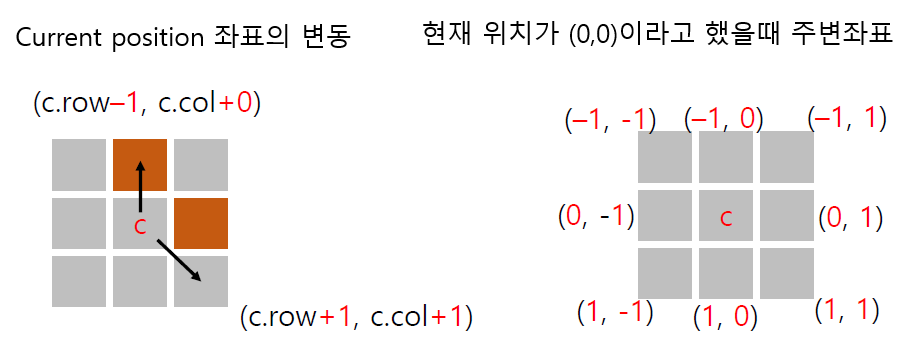 Current position 좌표의 변동
현재 위치가 (0,0)이라고 했을때 주변좌표
(c.row–1, c.col+0)
c
(c.row+1, c.col+1)
(–1, -1) (–1, 0) (–1, 1)
(0, -1) c (0, 1)
(1, -1) (1, 0) (1, 1)